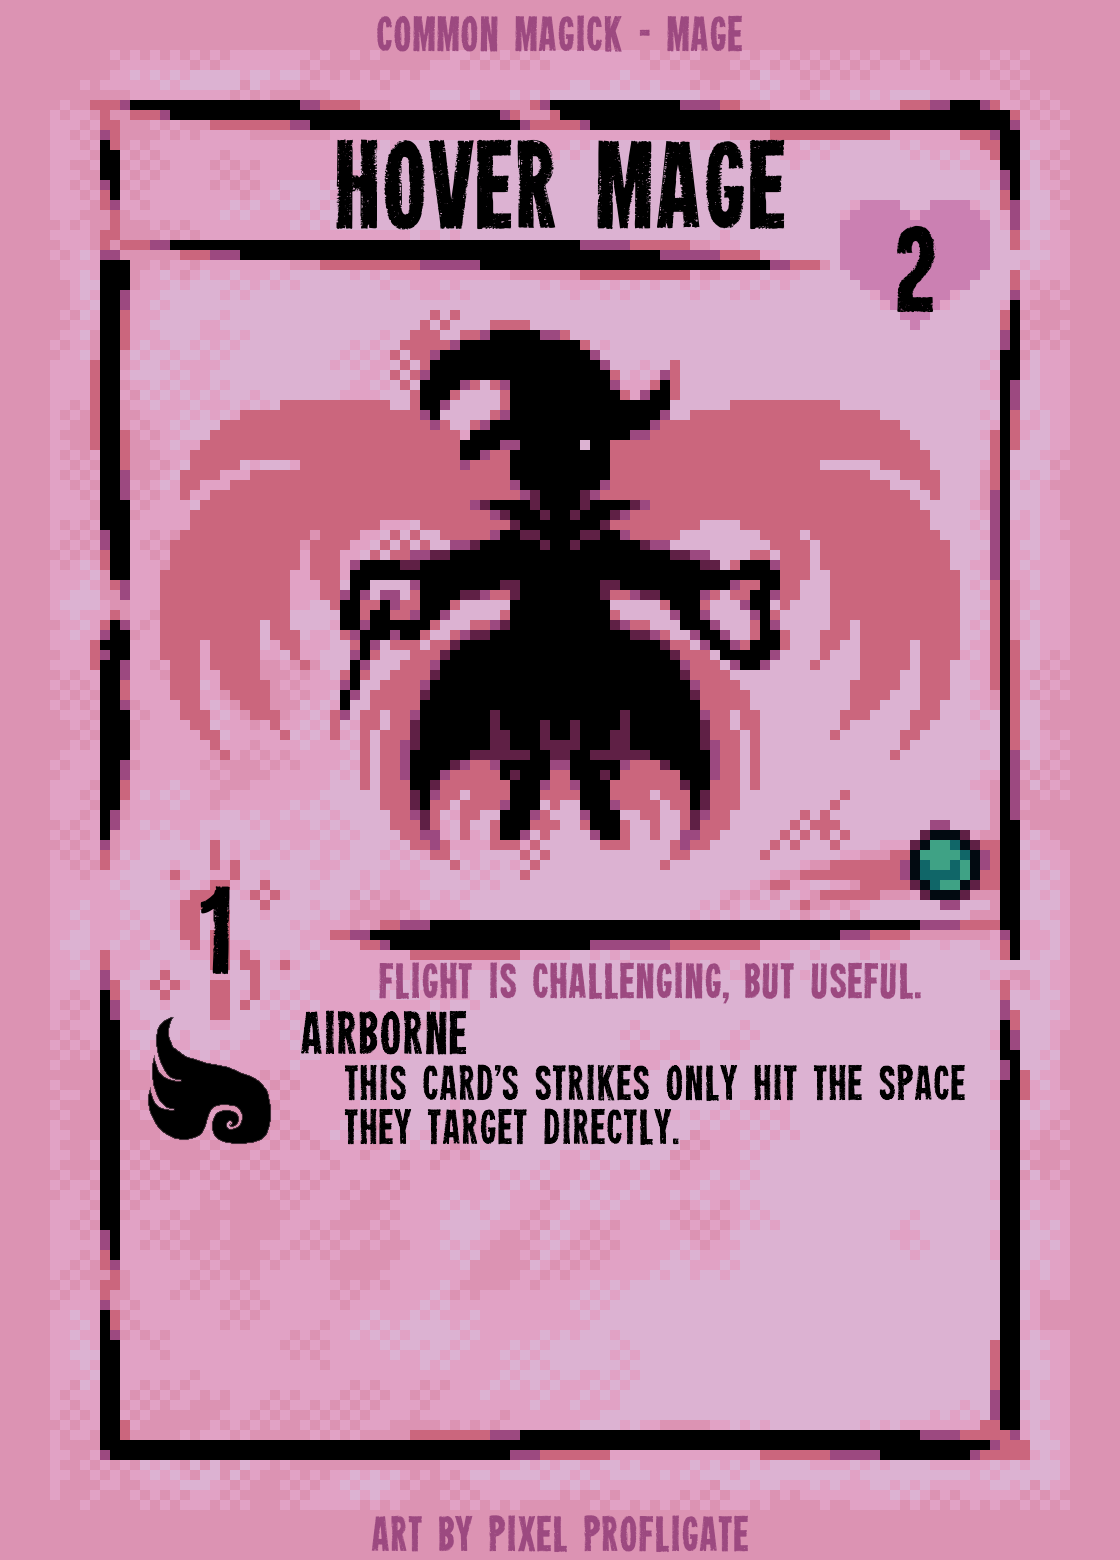 COMMON MAGICK - MAGE
HOVER MAGE
2
1
FLIGHT IS CHALLENGING, BUT USEFUL.
AIRBORNE
THIS CARD'S STRIKES ONLY HIT THE SPACE
THEY TARGET DIRECTLY.
ART BY PIXEL PROFLIGATE